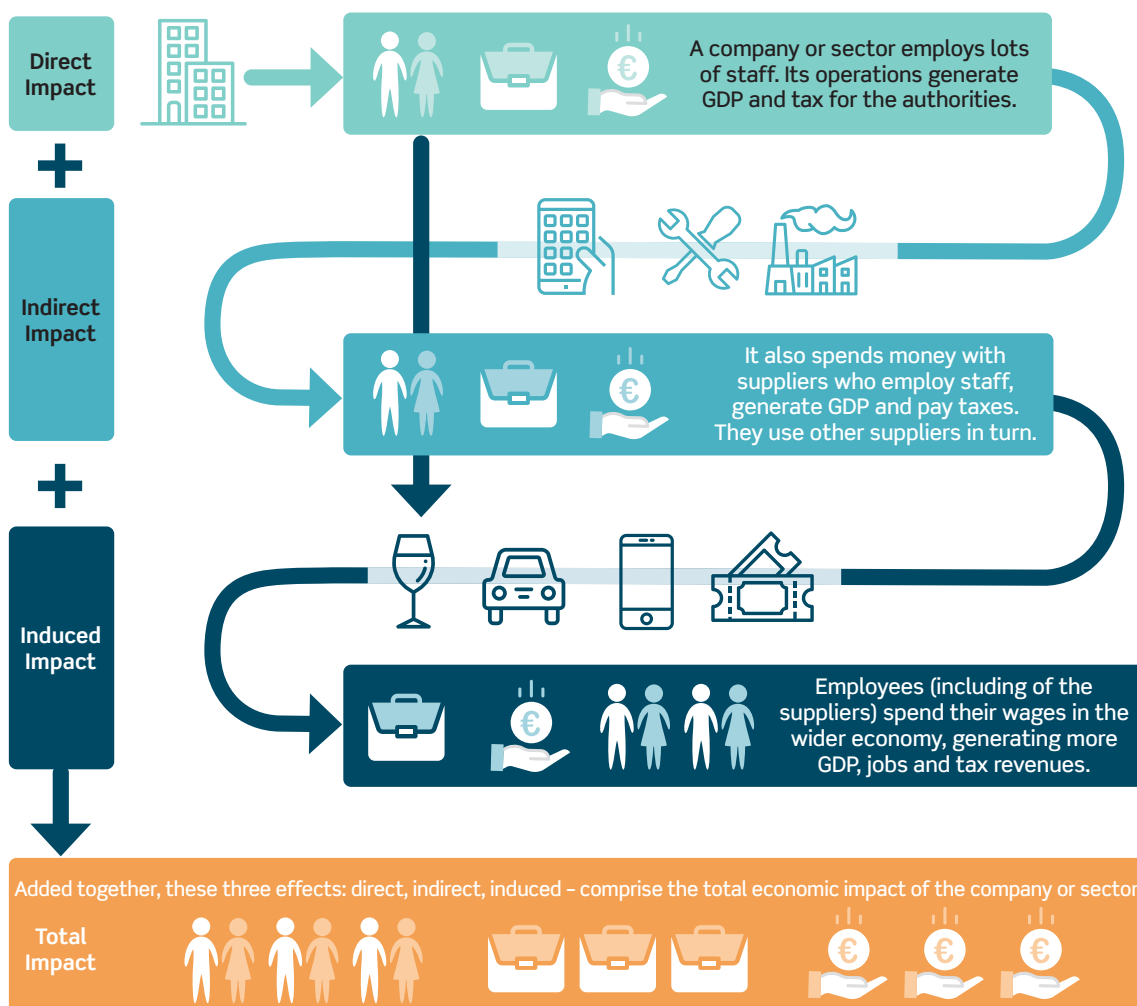 Direct
Impact
A company or sector employs lots
of staff. Its operations generate
GDP and tax for the authorities.
€
+
Indirect
Impact
It also spends money with
suppliers who employ staff,
generate GDP and pay taxes.
They use other suppliers in turn.
€
+
Induced
Impact
Employees (including of the
suppliers) spend their wages in the
wider economy, generating more
GDP, jobs and tax revenues.
€
Added together, these three effects: direct, indirect, induced – comprise the total economic impact of the company or sector
Total
Impact
€ € €